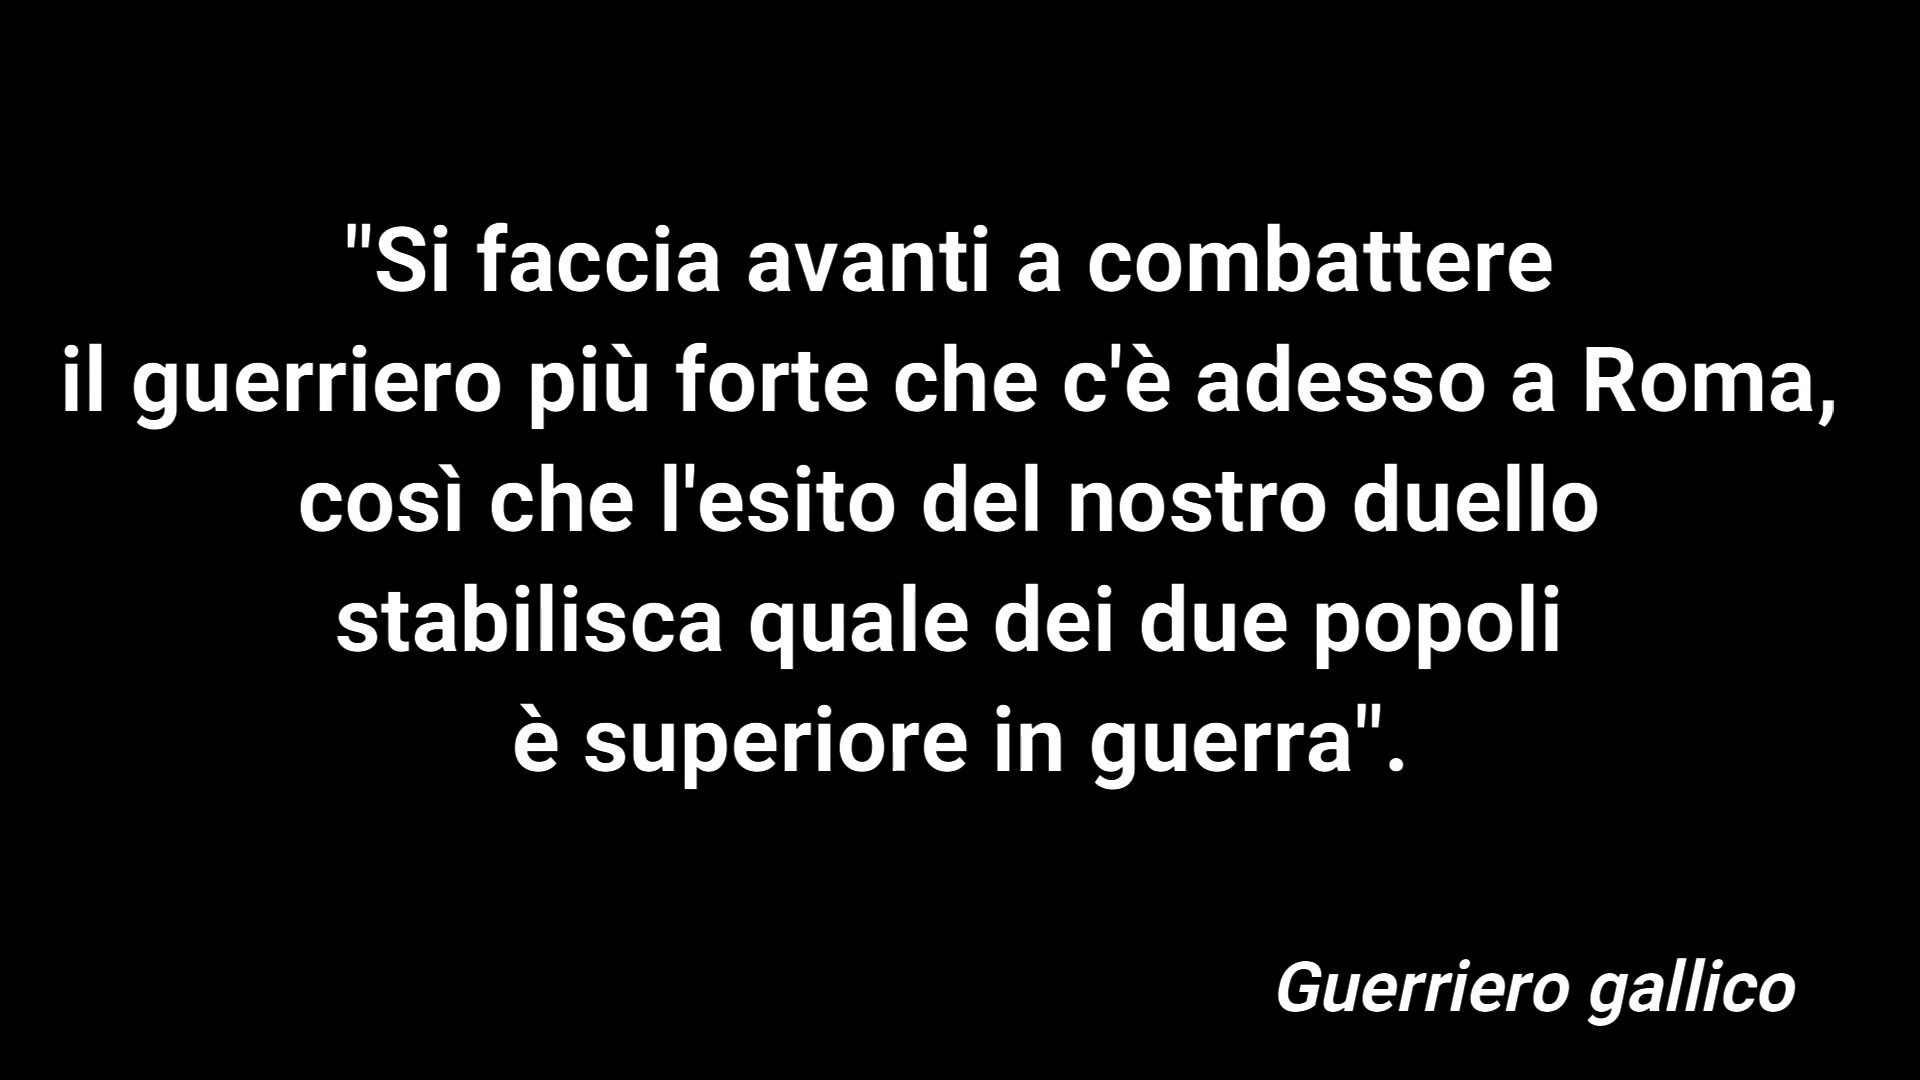 "Si faccia avanti a combattere
il guerriero più forte che c'è adesso a Roma,
così che l'esito del nostro duello
stabilisca quale dei due popoli
è superiore in guerra".
Guerriero gallico